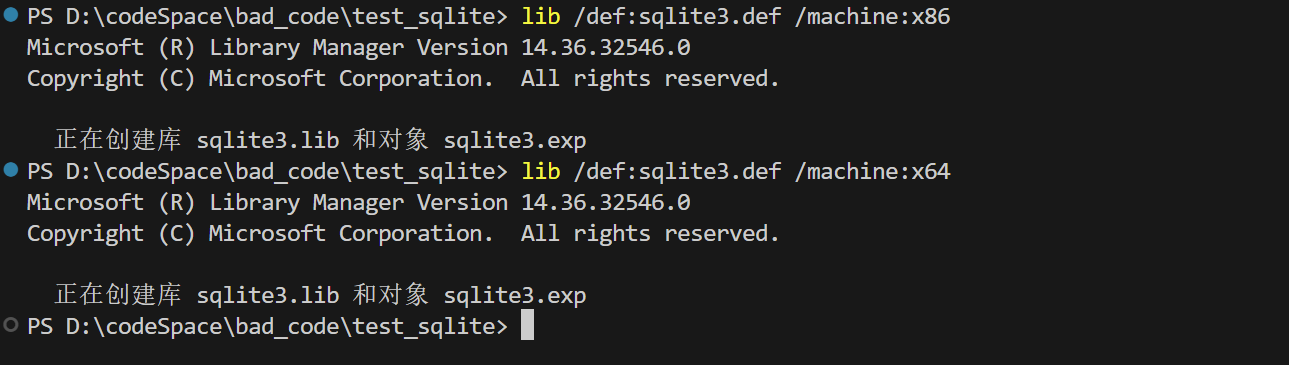 PS D:\codeSpace\bad_code\test_sqlite> lib /def:sqlite3.def /machine:x86
Microsoft (R) Library Manager Version 14.36.32546.0
Copyright (C) Microsoft Corporation.  All rights reserved.
正在创建库 sqlite3.lib 和对象 sqlite3.exp
PS D:\codeSpace\bad_code\test_sqlite> lib /def:sqlite3.def /machine:x64
Microsoft (R) Library Manager Version 14.36.32546.0
Copyright (C) Microsoft Corporation.  All rights reserved.
正在创建库 sqlite3.lib 和对象 sqlite3.exp
PS D:\codeSpace\bad_code\test_sqlite>